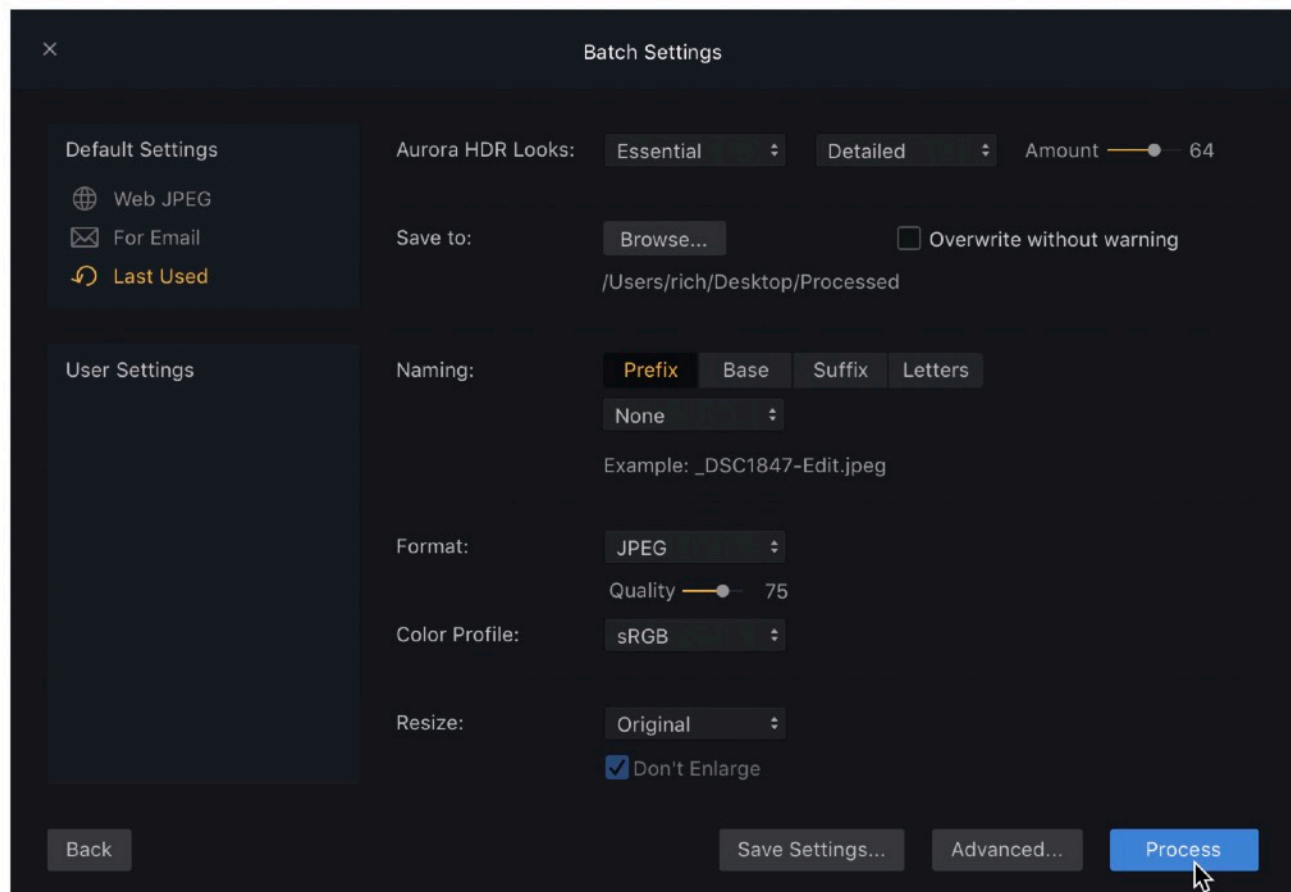 Batch Settings
Default Settings
Web JPEG
For Email
Last Used
User Settings
Aurora HDR Looks: Essential Detailed Amount 64
Save to: Browse... Overwrite without warning
/Users/rich/Desktop/Processed
Naming: Prefix Base Suffix Letters
None
Example: _DSC1847-Edit.jpeg
Format: JPEG
Quality 75
Color Profile: sRGB
Resize: Original
Don't Enlarge
Back Save Settings... Advanced... Process